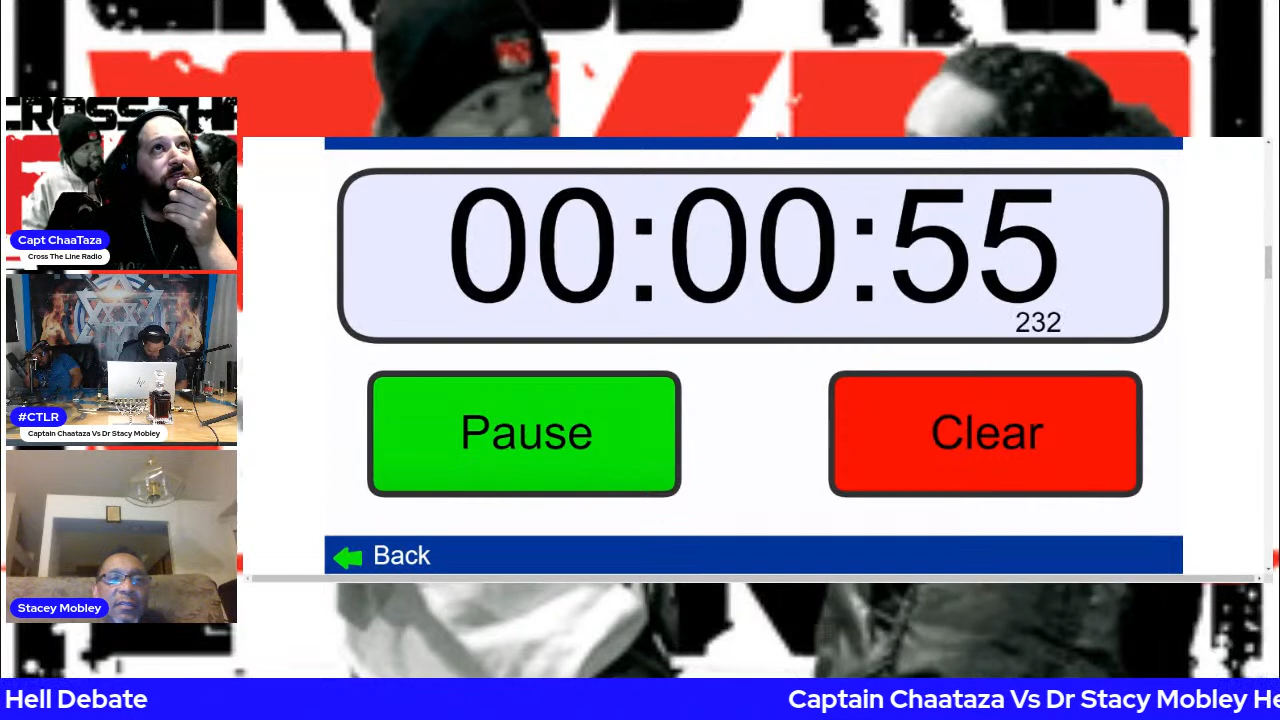 CROSS THE
Capt ChaaTaza
Cross The Line Radio
#CTLR
Captain Chaataza Vs Dr Stacy Mobley
Stacey Mobley
00:00:55
232
Pause
Clear
Back
Hell Debate
Captain Chaataza Vs Dr Stacy Mobley He